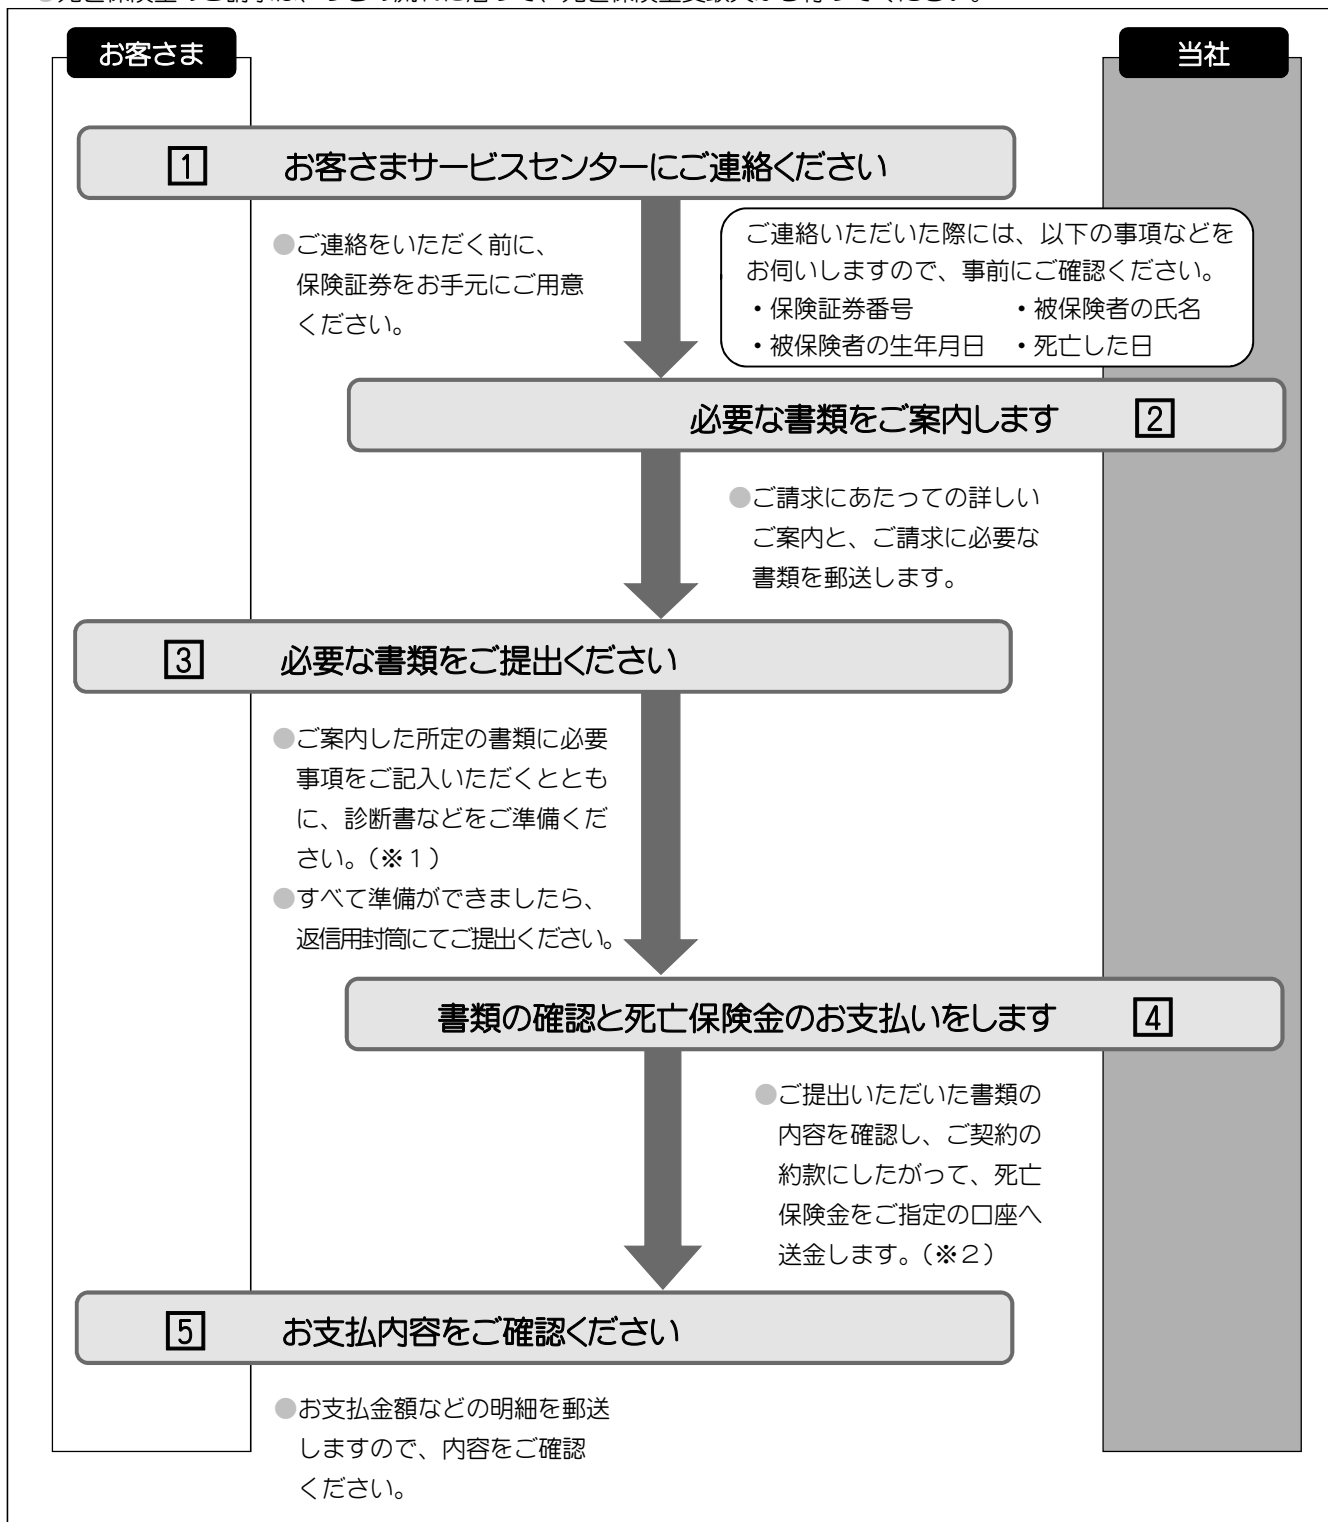 お客さま
当社
1 お客さまサービスセンターにご連絡ください
●ご連絡をいただく前に、
保険証券をお手元にご用意
ください。
ご連絡いただいた際には、以下の事項などを
お伺いしますので、事前にご確認ください。
・保険証券番号 ・被保険者の氏名
・被保険者の生年月日 ・死亡した日
必要な書類をご案内します 2
●ご請求にあたっての詳しい
ご案内と、ご請求に必要な
書類を郵送します。
3 必要な書類をご提出ください
●ご案内した所定の書類に必要
事項をご記入いただくととも
に、診断書などをご準備くだ
さい。(※1)
●すべて準備ができましたら、
返信用封筒にてご提出ください。
書類の確認と死亡保険金のお支払いをします 4
●ご提出いただいた書類の
内容を確認し、ご契約の
約款にしたがって、死亡
保険金をご指定の口座へ
送金します。(※2)
5 お支払内容をご確認ください
●お支払金額などの明細を郵送
しますので、内容をご確認
ください。